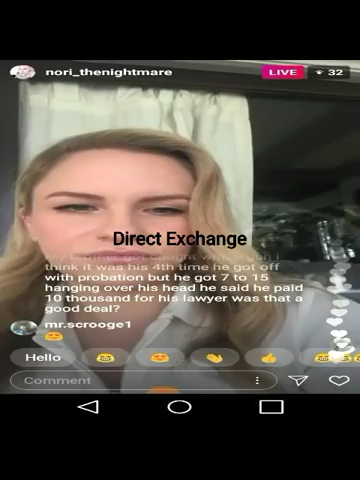 nori_thenightmare LIVE 32
Direct Exchange
think it was his 4th time he got off
with probation but he got 7 to 15
hanging over his head he said he paid
10 thousand for his lawyer was that a
good deal?
mr.scrooge1
😍
Hello 🤗 😍 👏 👍
Comment